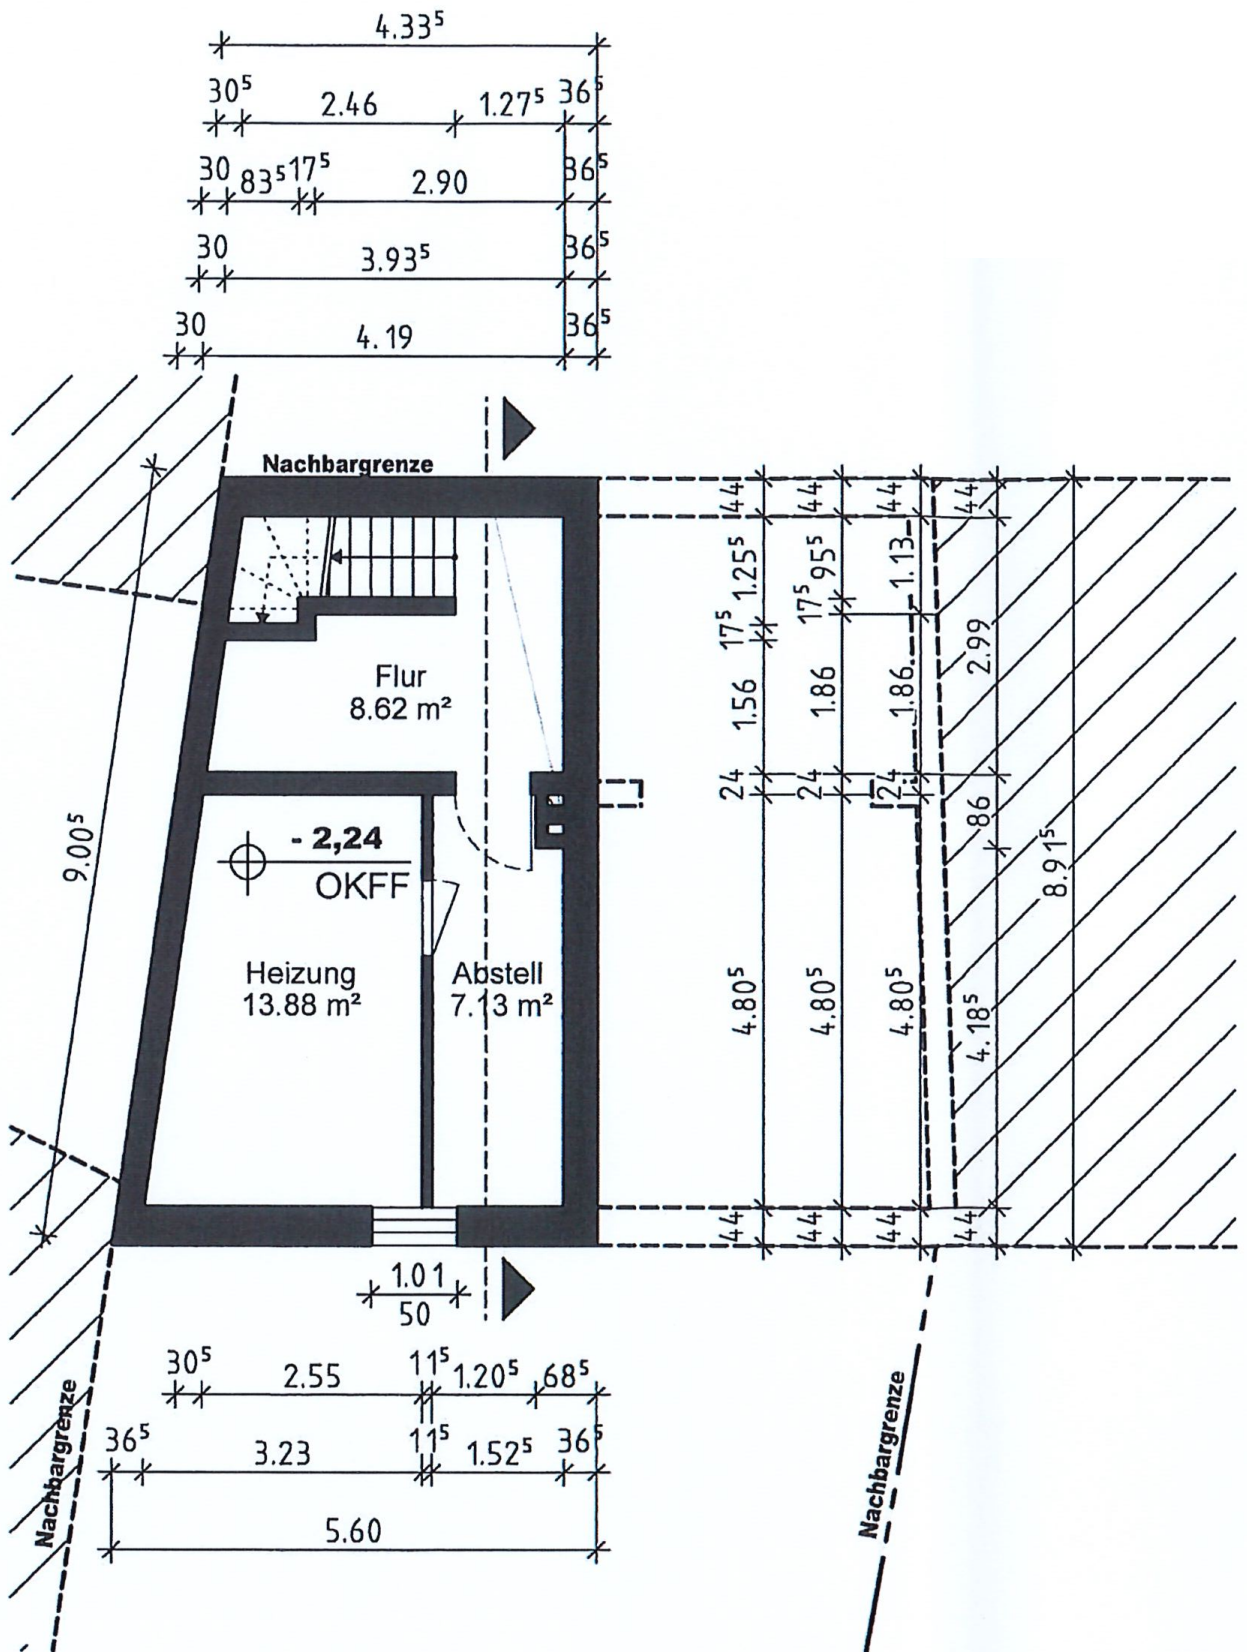 4.33⁵
30⁵ 2.46 1.27⁵ 36⁵
30 83⁵ 17⁵ 2.90 36⁵
30 3.93⁵ 36⁵
30 4.19 36⁵
Nachbargrenze
44 44 44 44
1.25⁵ 95⁵ 1.13
17⁵ 17⁵ 2.99
Flur
8.62 m²
1.56 1.86 1.86
24 24 24
86
- 2,24
OKFF
9.00⁵
8.91⁵
Heizung
13.88 m²
Abstell
7.13 m²
4.80⁵ 4.80⁵ 4.80⁵ 4.18⁵
44 44 44 44
1.01
50
30⁵ 2.55 11⁵ 1.20⁵ 68⁵
36⁵ 3.23 11⁵ 1.52⁵ 36⁵
5.60
Nachbargrenze
Nachbargrenze